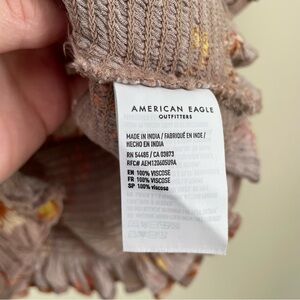 AMERICAN EAGLE
OUTFITTERS
MADE IN INDIA / FABRIQUÉ EN INDE /
HECHO EN INDIA
RN 54485 / CA 03873
RFC# AEM120605D9A
EN 100% VISCOSE
FR 100% VISCOSE
SP 100% viscosa